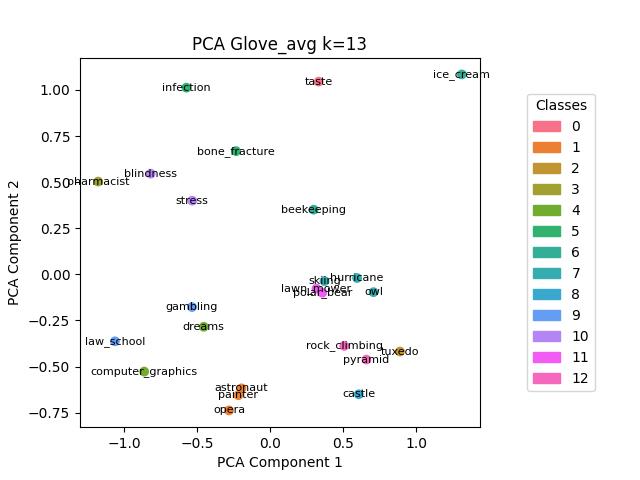 PCA Glove_avg k=13
PCA Component 2
1.00
0.75
0.50
0.25
0.00
−0.25
−0.50
−0.75
infection
taste
ice_cream
bone_fracture
blindness
pharmacist
stress
beekeeping
skiing
hurricane
lawn_mower
polar_bear
owl
gambling
dreams
law_school
rock_climbing
tuxedo
pyramid
computer_graphics
astronaut
painter
castle
opera
−1.0
−0.5
0.0
0.5
1.0
PCA Component 1
Classes
0
1
2
3
4
5
6
7
8
9
10
11
12